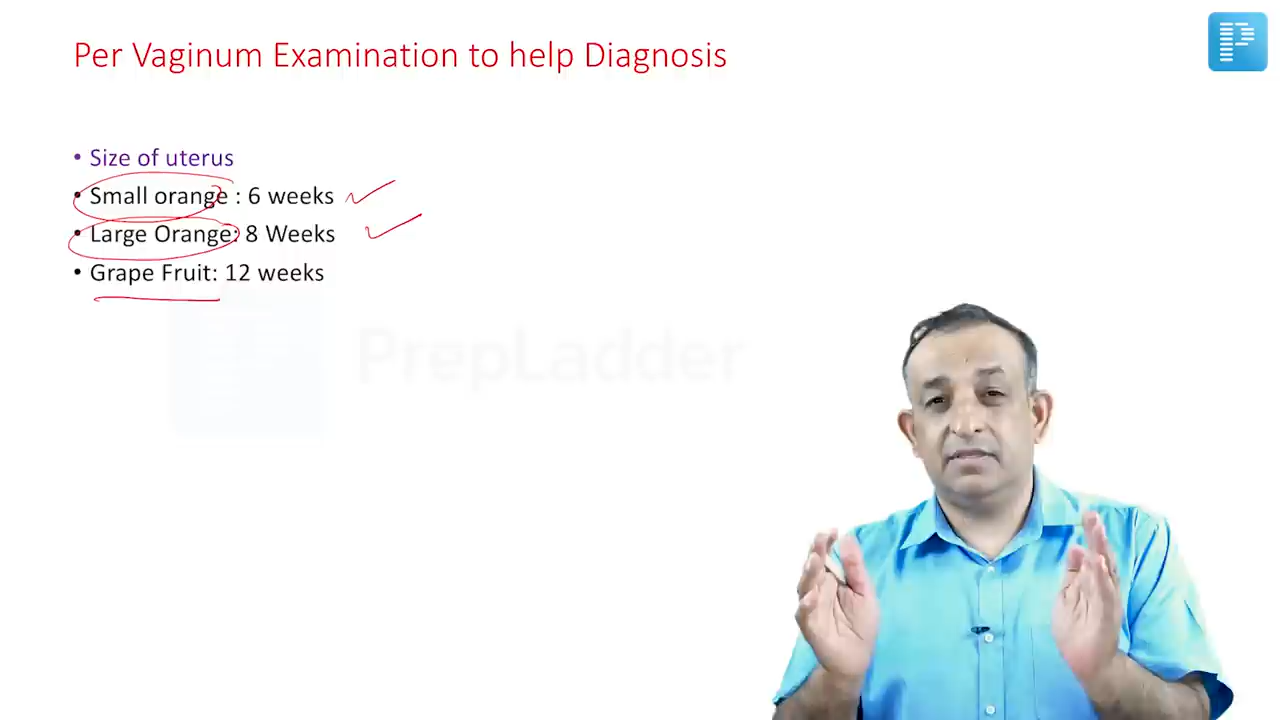 Per Vaginum Examination to help Diagnosis
• Size of uterus
• Small orange : 6 weeks
• Large Orange: 8 Weeks
• Grape Fruit: 12 weeks
PrepLadder